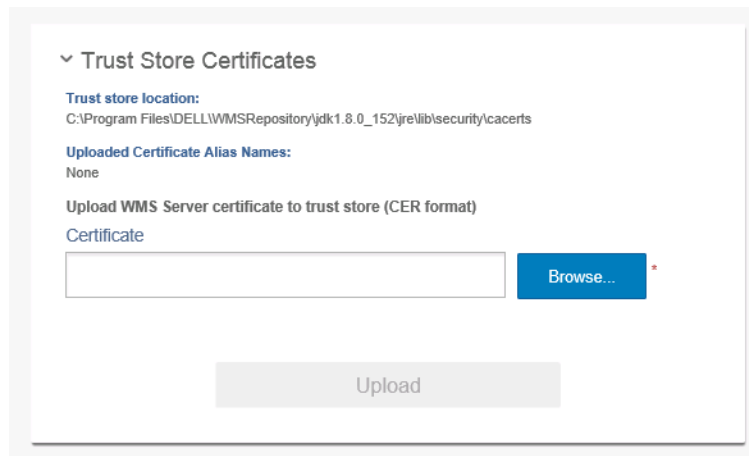 Trust Store Certificates
Trust store location:
C:\Program Files\DELL\WMSRepository\jdk1.8.0_152\jre\lib\security\cacerts
Uploaded Certificate Alias Names:
None
Upload WMS Server certificate to trust store (CER format)
Certificate
Browse... *
Upload